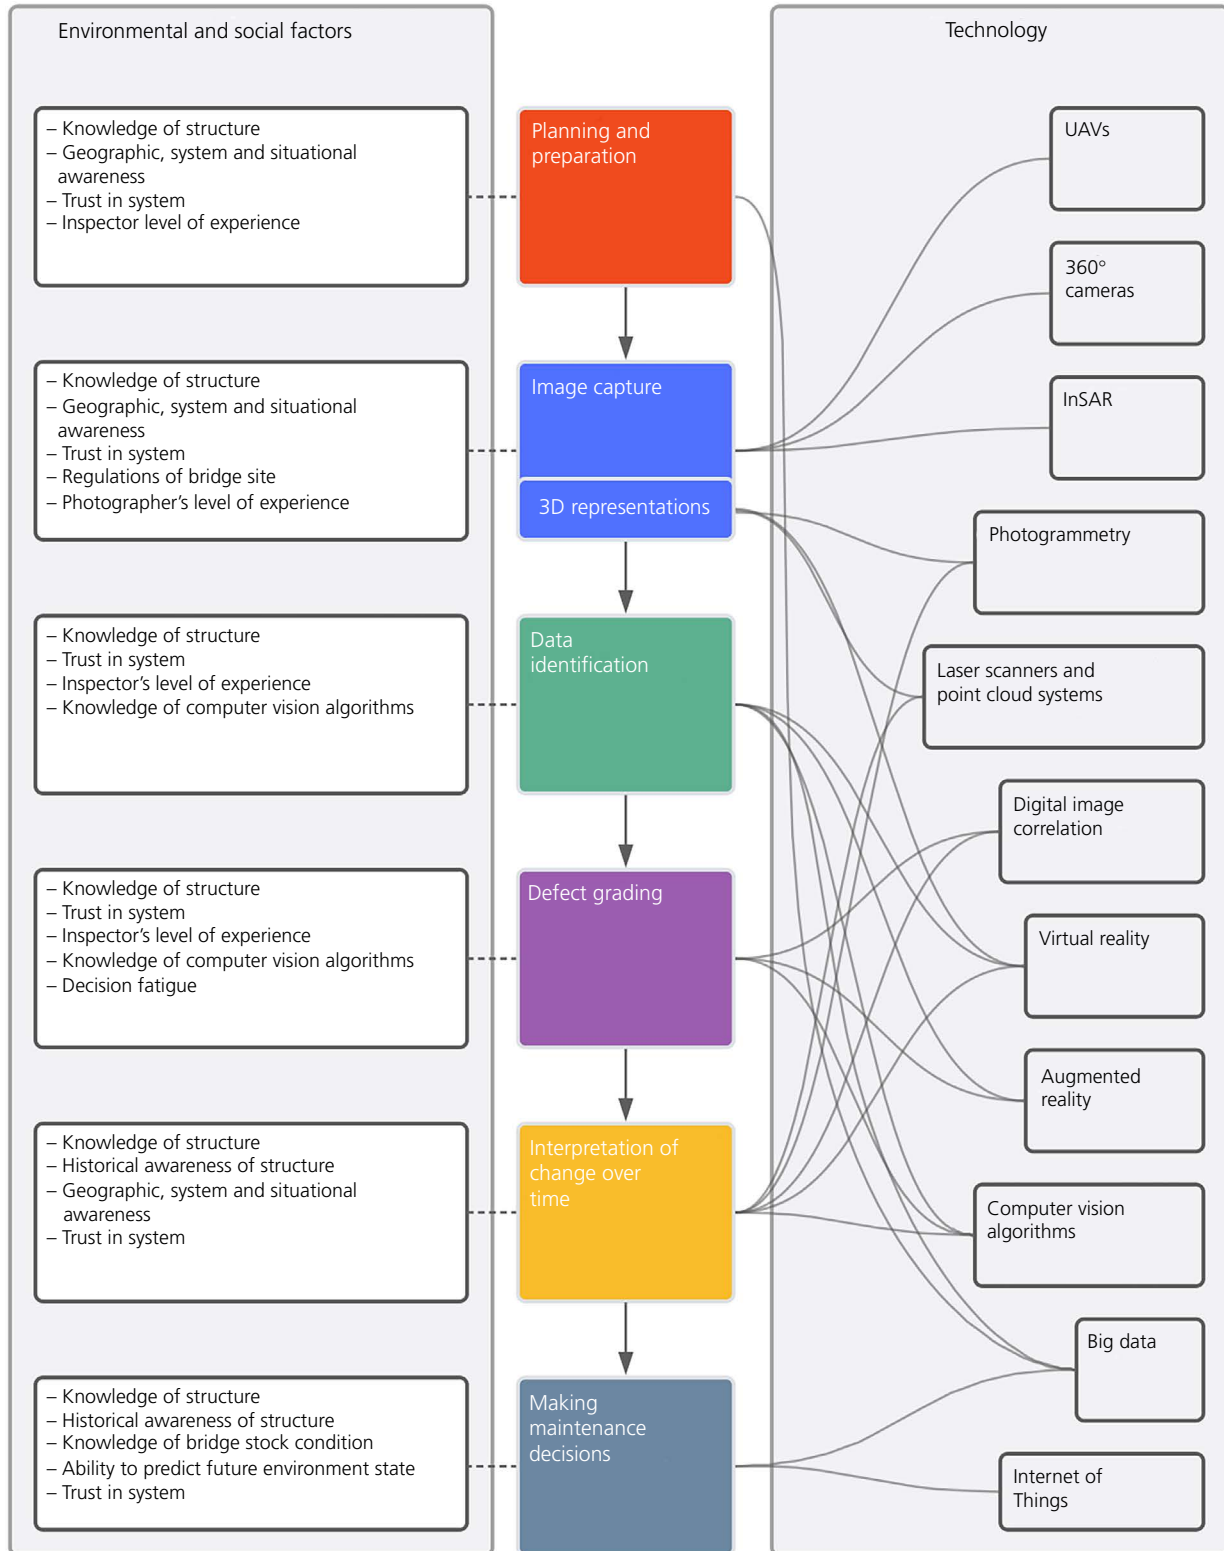 Environmental and social factors
Technology
– Knowledge of structure
– Geographic, system and situational
awareness
– Trust in system
– Inspector level of experience
Planning and
preparation
UAVs
360°
cameras
– Knowledge of structure
– Geographic, system and situational
awareness
– Trust in system
– Regulations of bridge site
– Photographer's level of experience
Image capture
3D representations
InSAR
Photogrammetry
– Knowledge of structure
– Trust in system
– Inspector's level of experience
– Knowledge of computer vision algorithms
Data
identification
Laser scanners and
point cloud systems
Digital image
correlation
– Knowledge of structure
– Trust in system
– Inspector's level of experience
– Knowledge of computer vision algorithms
– Decision fatigue
Defect grading
Virtual reality
Augmented
reality
– Knowledge of structure
– Historical awareness of structure
– Geographic, system and situational
awareness
– Trust in system
Interpretation of
change over
time
Computer vision
algorithms
Big data
– Knowledge of structure
– Historical awareness of structure
– Knowledge of bridge stock condition
– Ability to predict future environment state
– Trust in system
Making
maintenance
decisions
Internet of
Things